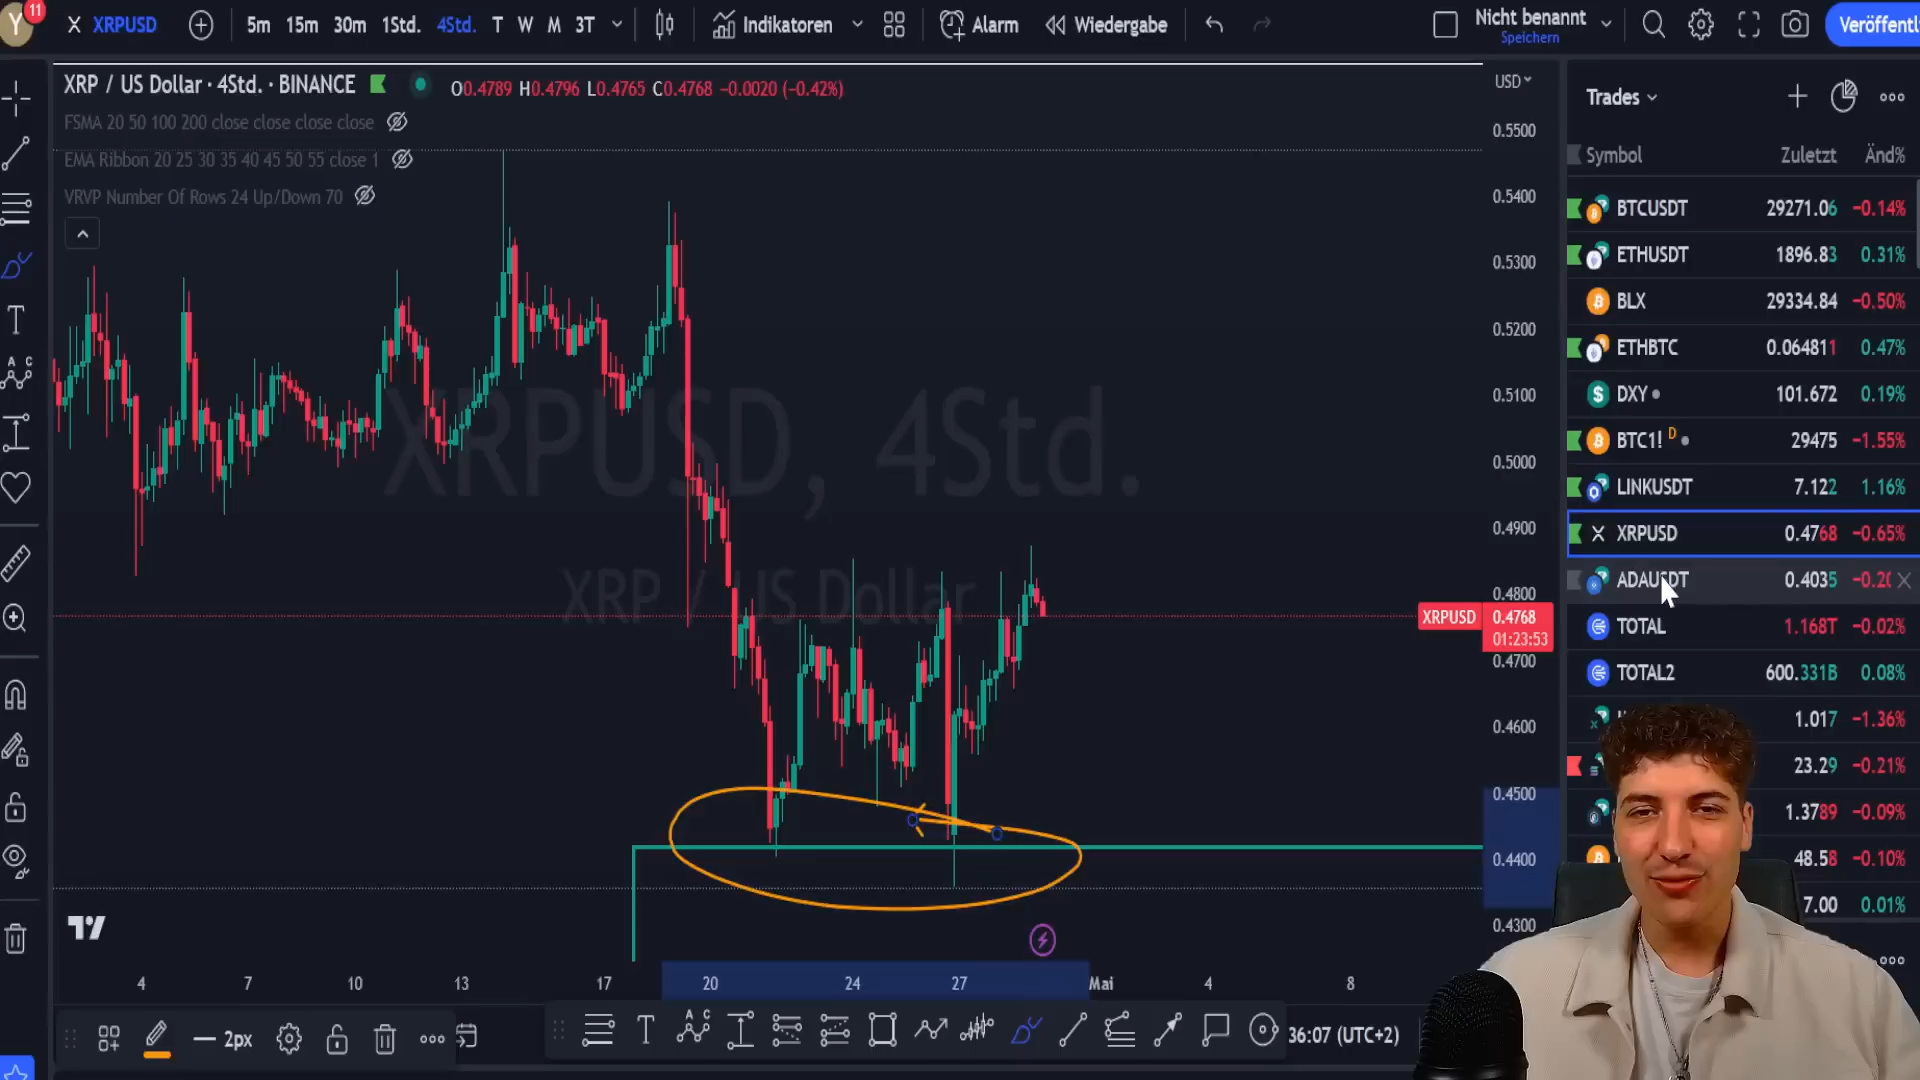 Y
11
XRPUSD
5m 15m 30m 1Std. 4Std. T W M 3T
Indikatoren
Alarm
Wiedergabe
Nicht benannt
Speichern
Veröffentl
XRP / US Dollar · 4Std. · BINANCE
O0.4789 H0.4796 L0.4765 C0.4768 −0.0020 (−0.42%)
FSMA 20 50 100 200 close close close close
EMA Ribbon 20 25 30 35 40 45 50 55 close 1
VRVP Number Of Rows 24 Up/Down 70
XRPUSD, 4Std.
XRP / US Dollar
USD
0.5500
0.5400
0.5300
0.5200
0.5100
0.5000
0.4900
0.4800
XRPUSD 0.4768
01:23:53
0.4700
0.4600
0.4500
0.4400
0.4300
4 7 10 13 17 20 24 27 Mai 4 8
Trades
Symbol Zuletzt Änd%
BTCUSDT 29271.06 −0.14%
ETHUSDT 1896.83 0.31%
BLX 29334.84 −0.50%
ETHBTC 0.064811 0.47%
DXY 101.672 0.19%
BTC1! D 29475 −1.55%
LINKUSDT 7.122 1.16%
XRPUSD 0.4768 −0.65%
ADAUSDT 0.4035 −0.20
TOTAL 1.168T −0.02%
TOTAL2 600.331B 0.08%
1.017 −1.36%
23.29 −0.21%
1.3789 −0.09%
48.58 −0.10%
7.00 0.01%
2px
36:07 (UTC+2)